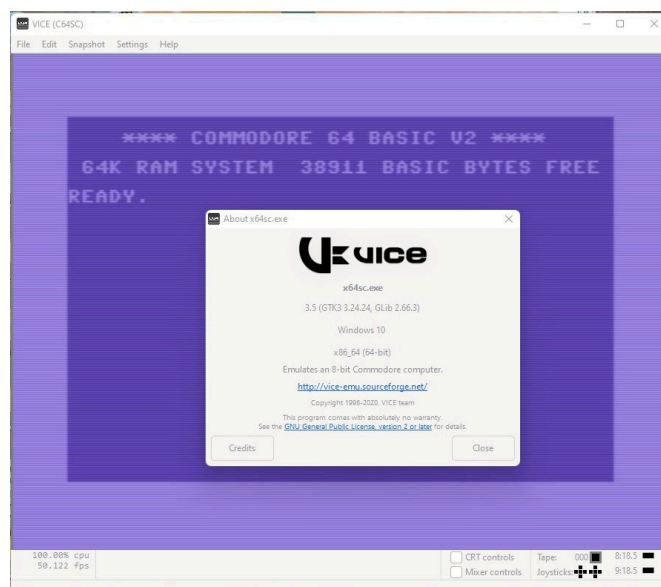 VICE (C64SC)
File Edit Snapshot Settings Help
**** COMMODORE 64 BASIC V2 ****
64K RAM SYSTEM 38911 BASIC BYTES FREE
READY.
About x64sc.exe
VICE
x64sc.exe
3.5 (GTK3 3.24.24, GLib 2.66.3)
Windows 10
x86_64 (64-bit)
Emulates an 8-bit Commodore computer.
http://vice-emu.sourceforge.net/
Copyright 1996-2020, VICE team
This program comes with absolutely no warranty.
See the GNU General Public License, version 2 or later for details.
Credits Close
100.00% cpu
50.122 fps
CRT controls
Mixer controls
Tape: 000
Joysticks:
8:18.5
9:18.5